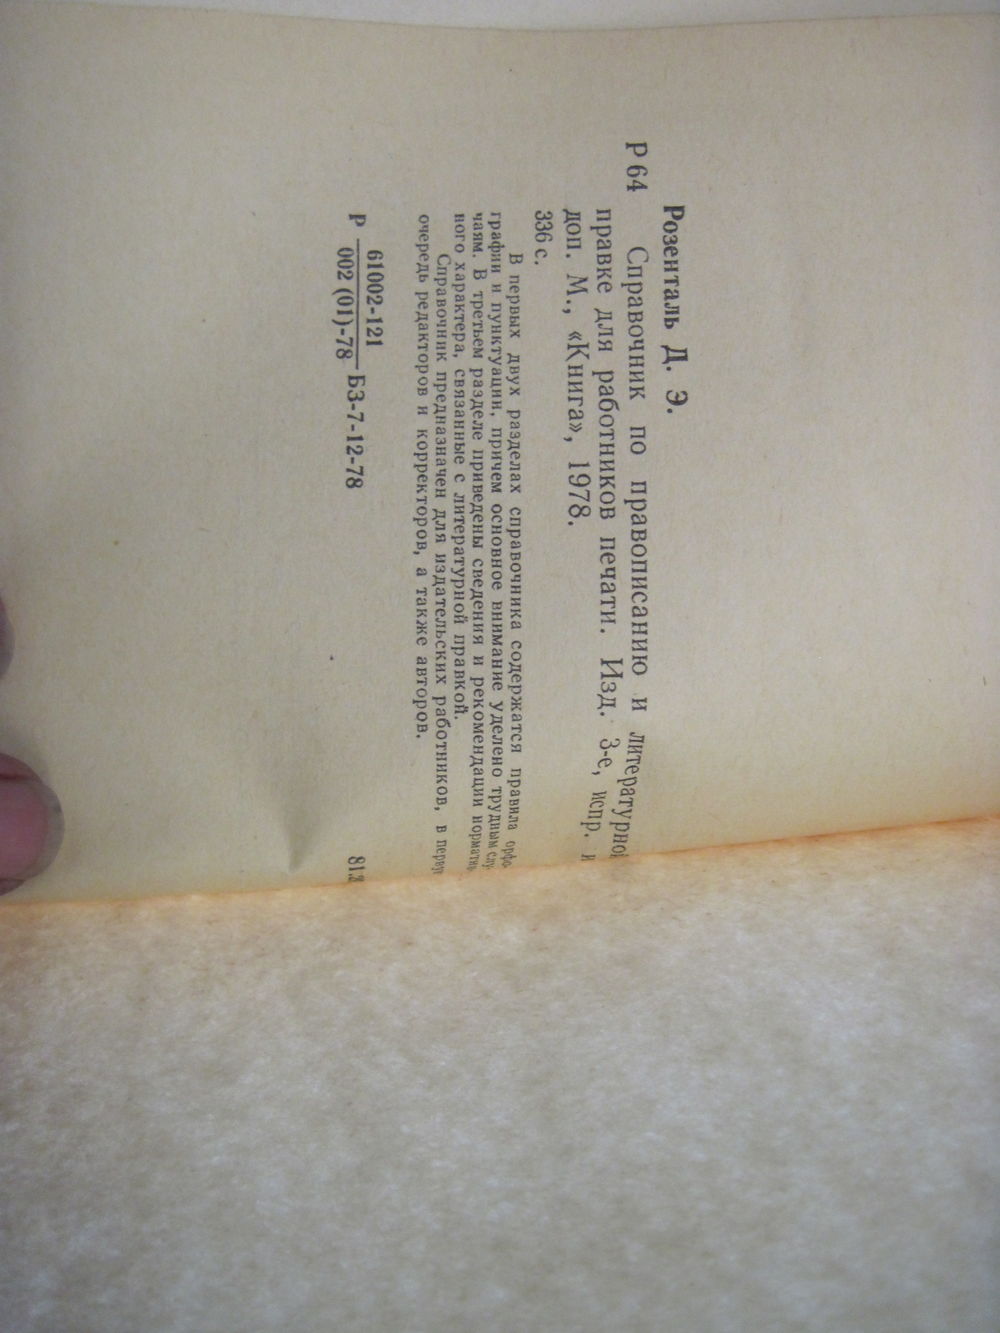 Розенталь Д. Э.
Р 64 Справочник по правописанию и литературной
правке для работников печати. Изд. 3-е, испр. и
доп. М., «Книга», 1978.
336 с.
В первых двух разделах справочника содержатся правила орфо-
графии и пунктуации, причем основное внимание уделено трудным слу-
чаям. В третьем разделе приведены сведения и рекомендации норматив-
ного характера, связанные с литературной правкой.
Справочник предназначен для издательских работников, в первую
очередь редакторов и корректоров, а также авторов.
61002-121
Р БЗ-7-12-78
002 (01)-78
81.2